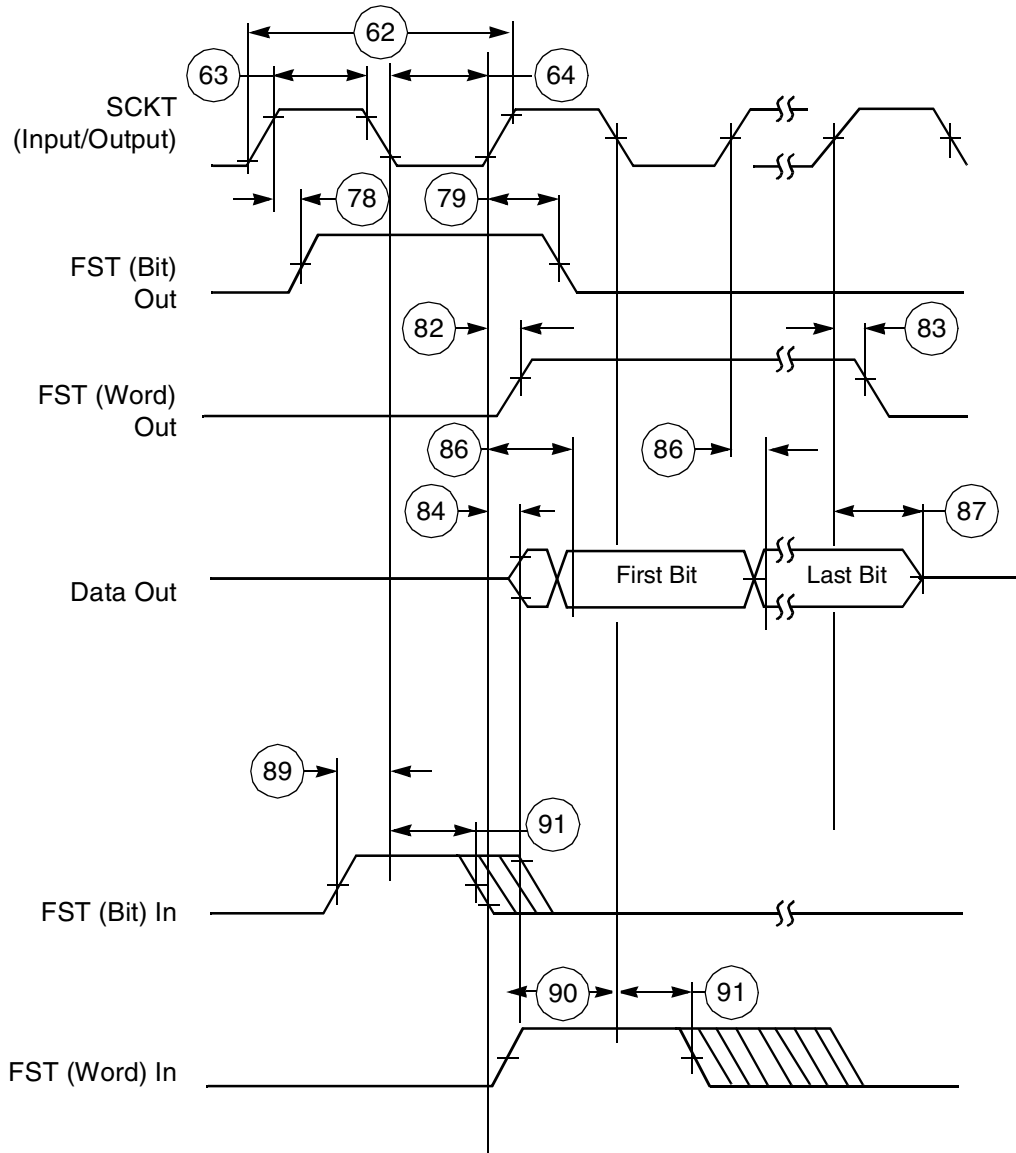 62
63
64
SCKT
(Input/Output)
78
79
FST (Bit)
Out
82
83
FST (Word)
Out
86
86
84
87
Data Out
First Bit
Last Bit
89
91
FST (Bit) In
90
91
FST (Word) In